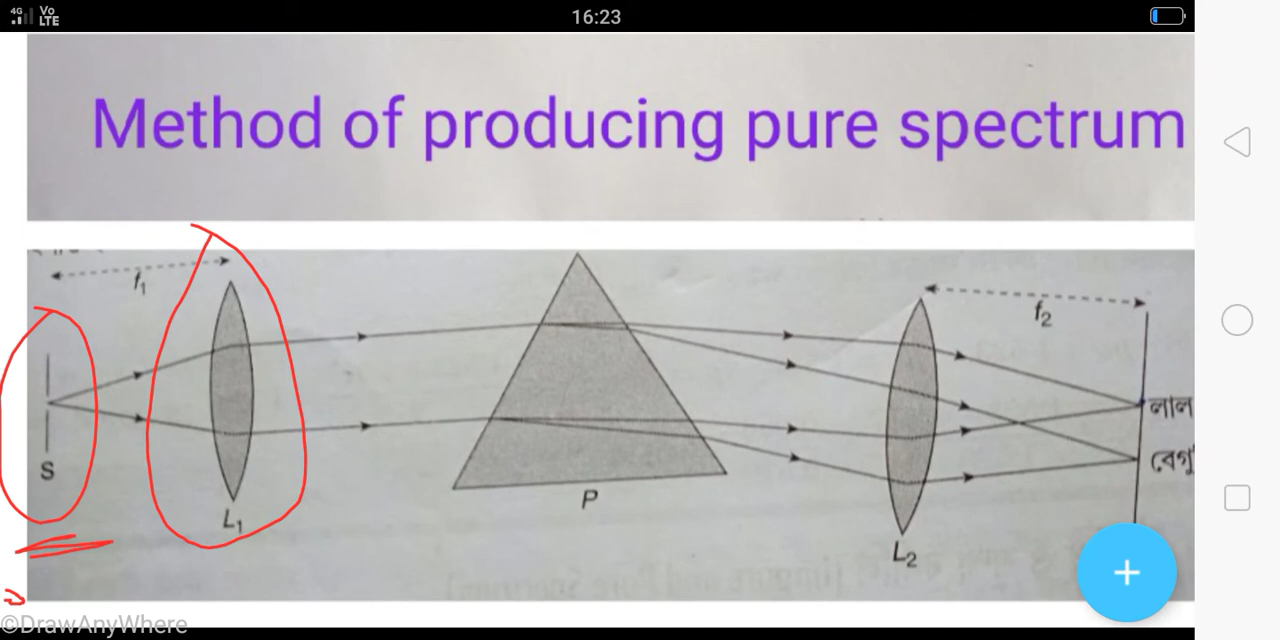 4G Vo LTE 16:23
Method of producing pure spectrum
f₁
f₂
লাল
S
P
L₁
L₂
+
©DrawAnyWhere